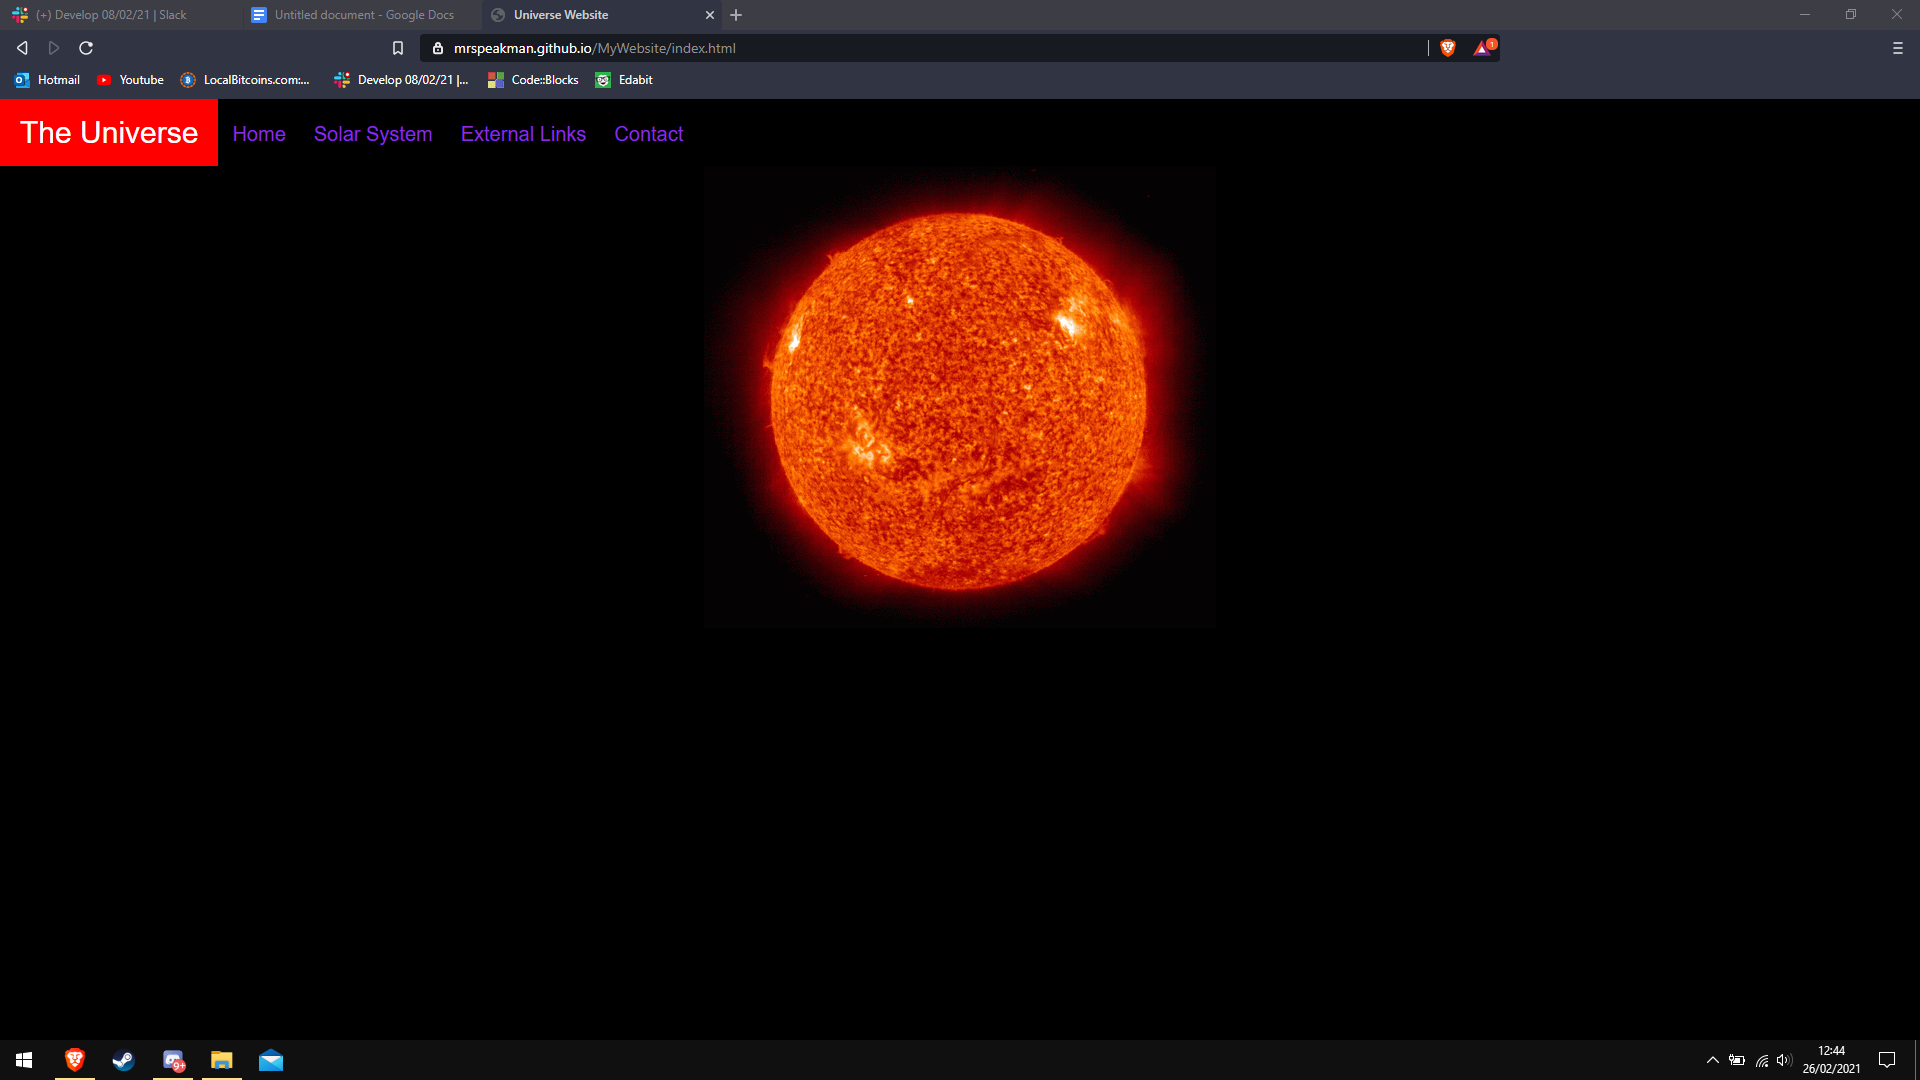 (+) Develop 08/02/21 | Slack
Untitled document - Google Docs
Universe Website
mrspeakman.github.io/MyWebsite/index.html
1
Hotmail
Youtube
LocalBitcoins.com:...
Develop 08/02/21 |...
Code::Blocks
Edabit
The Universe
Home
Solar System
External Links
Contact
9+
12:44
26/02/2021